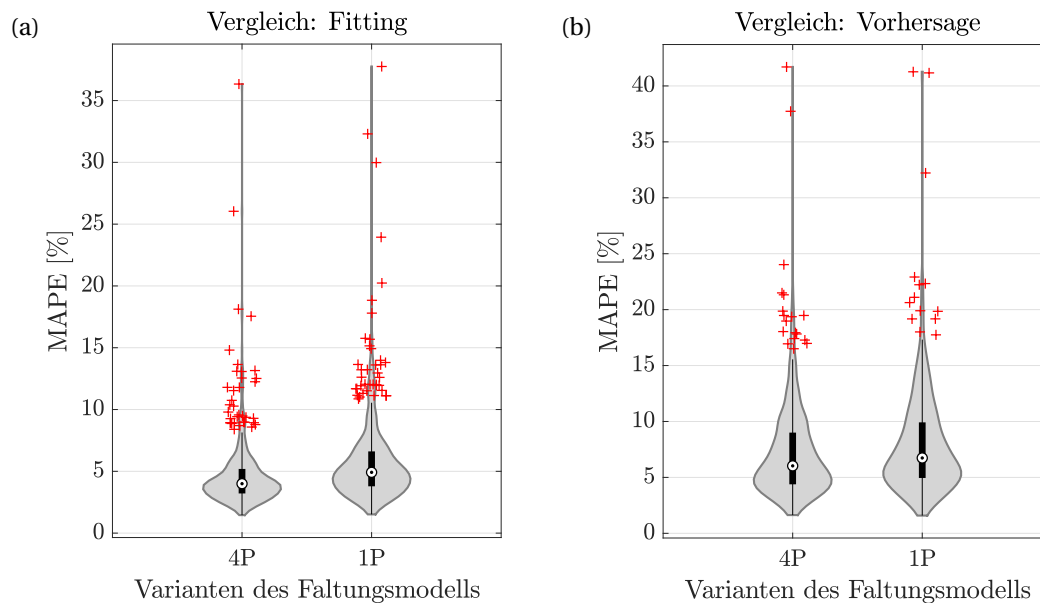 (a)
Vergleich: Fitting
35
30
25
20
15
10
5
0
MAPE [%]
4P 1P
Varianten des Faltungsmodells
(b)
Vergleich: Vorhersage
40
35
30
25
20
15
10
5
0
MAPE [%]
4P 1P
Varianten des Faltungsmodells